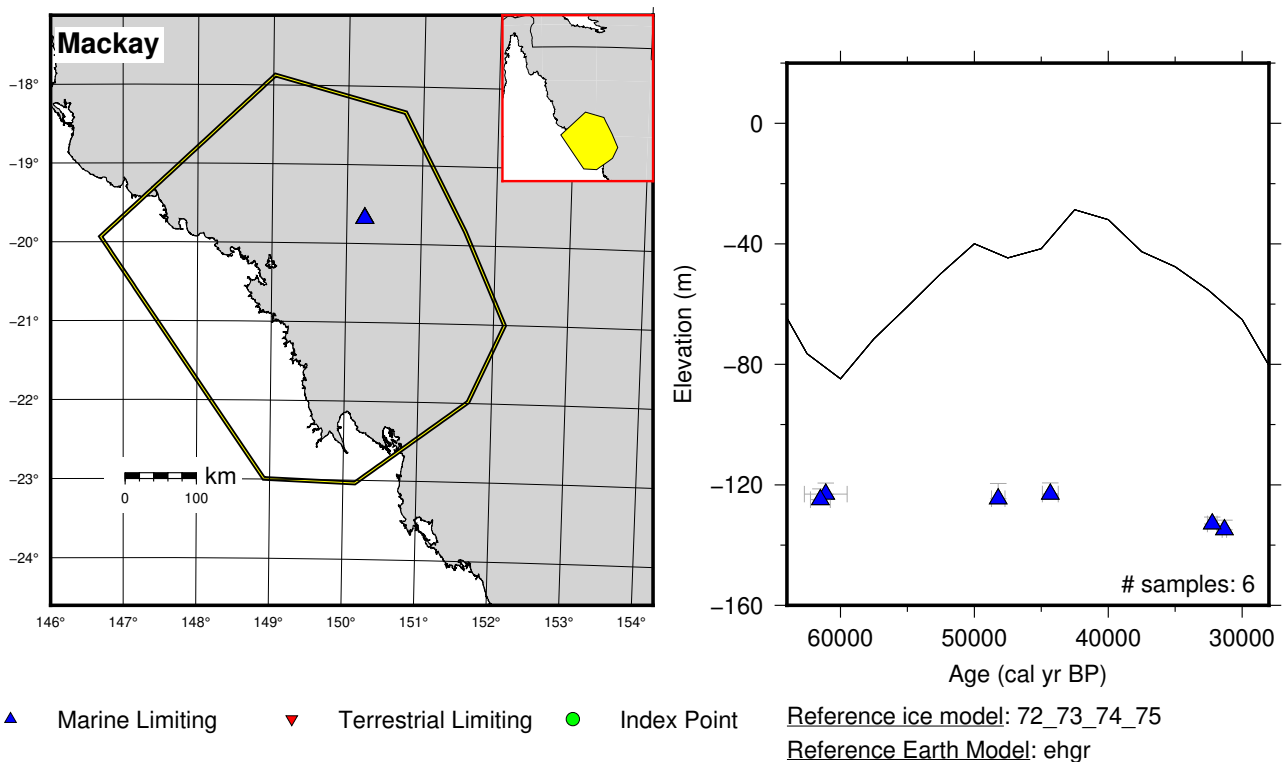 Mackay
−18°
−19°
−20°
−21°
−22°
−23°
−24°
146° 147° 148° 149° 150° 151° 152° 153° 154°
km
0 100
0
−40
−80
−120
−160
Elevation (m)
# samples: 6
60000 50000 40000 30000
Age (cal yr BP)
Marine Limiting Terrestrial Limiting Index Point
Reference ice model: 72_73_74_75
Reference Earth Model: ehgr